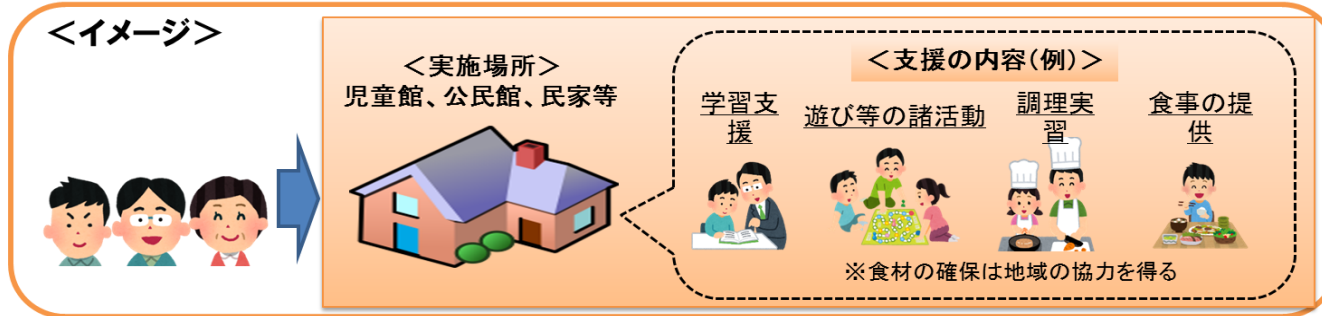 ＜イメージ＞
＜実施場所＞
児童館、公民館、民家等
＜支援の内容（例）＞
学習支
援
遊び等の諸活動
調理実
習
食事の提
供
※食材の確保は地域の協力を得る